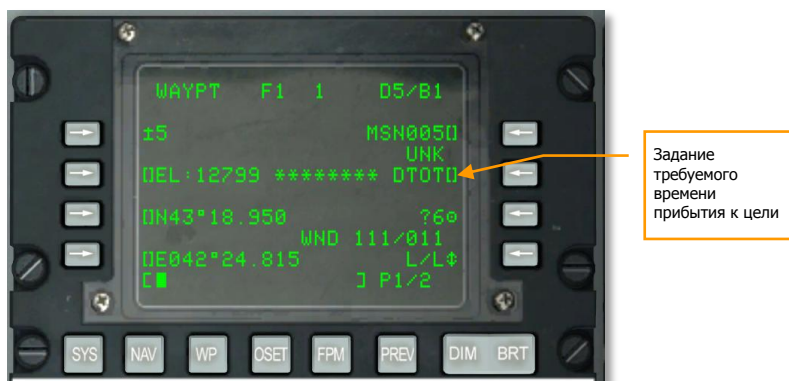 WAYPT F1 1 D5/B1
±5 MSN005[]
UNK
[]EL:12799 ******** DTOT[]
[]N43°18.950 ?6⊙
WND 111/011
[]E042°24.815 L/L↕
[█ ] P1/2
SYS NAV WP OSET FPM PREV DIM BRT
Задание
требуемого
времени
прибытия к цели